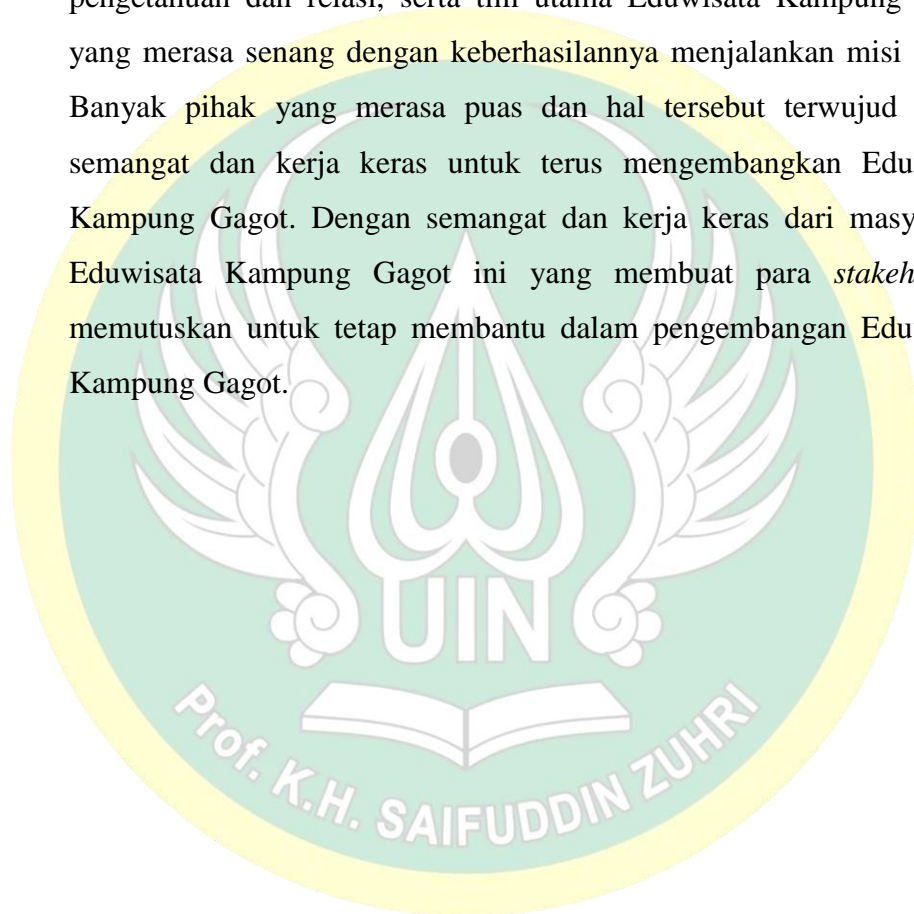 pengetahuan dan relasi, serta tim utama Eduwisata Kampung
yang merasa senang dengan keberhasilannya menjalankan misi
Banyak pihak yang merasa puas dan hal tersebut terwujud
semangat dan kerja keras untuk terus mengembangkan Edu
Kampung Gagot. Dengan semangat dan kerja keras dari masy
Eduwisata Kampung Gagot ini yang membuat para stakeh
memutuskan untuk tetap membantu dalam pengembangan Edu
Kampung Gagot.
UIN
Prof. K.H. SAIFUDDIN ZUHRI